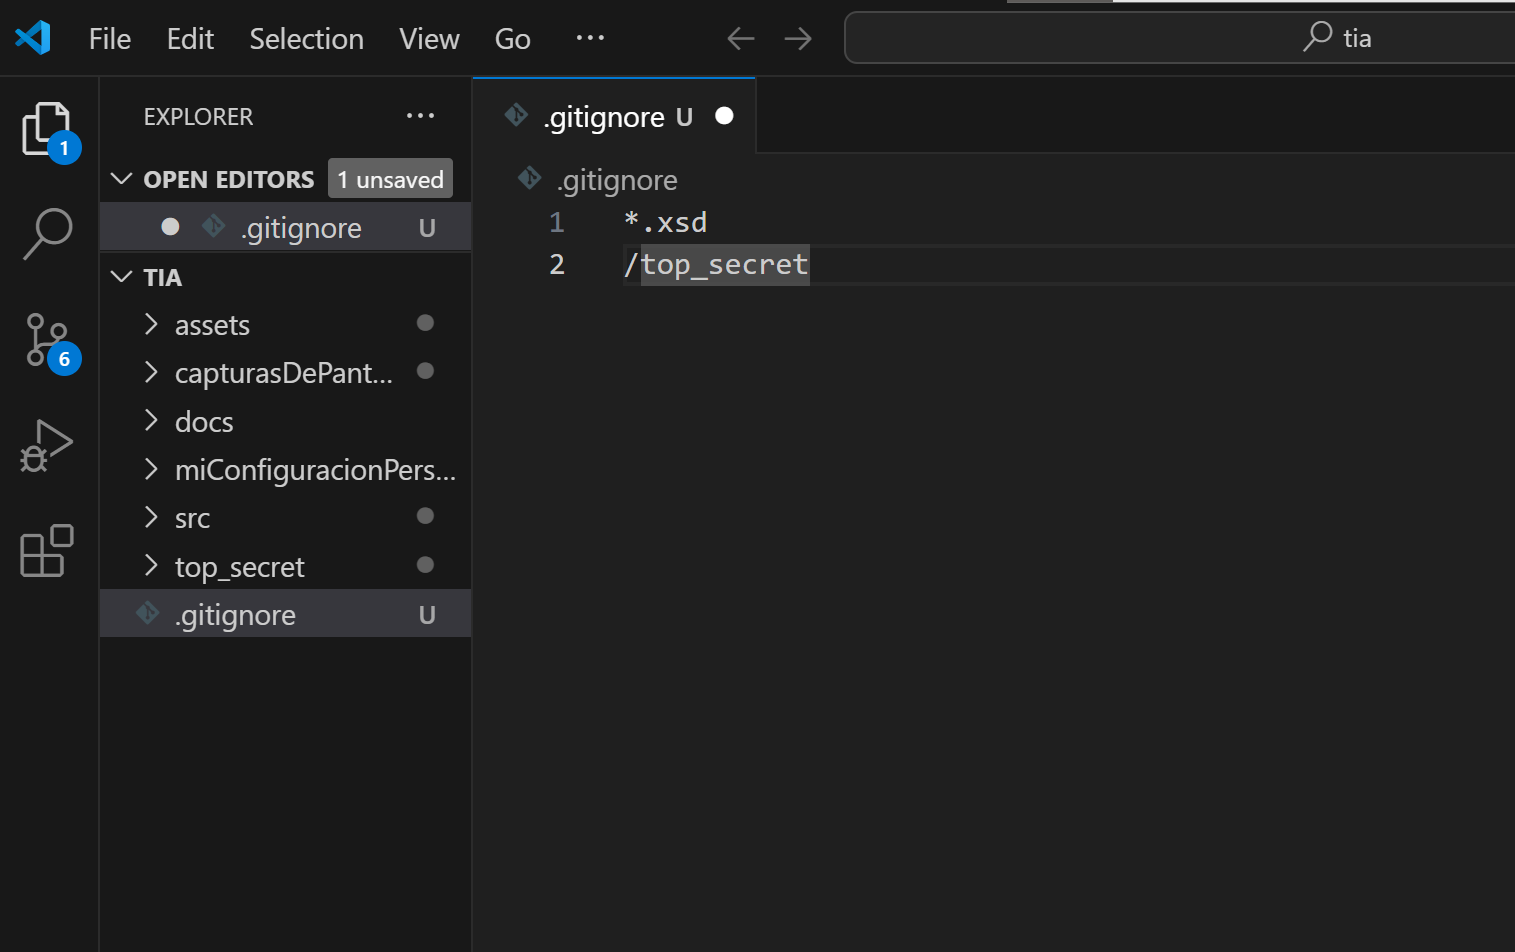 File Edit Selection View Go ··· tia
EXPLORER ···
OPEN EDITORS 1 unsaved
.gitignore U
TIA
assets
capturasDePant...
docs
miConfiguracionPers...
src
top_secret
.gitignore U
1
6
.gitignore U
.gitignore
1 *.xsd
2 /top_secret